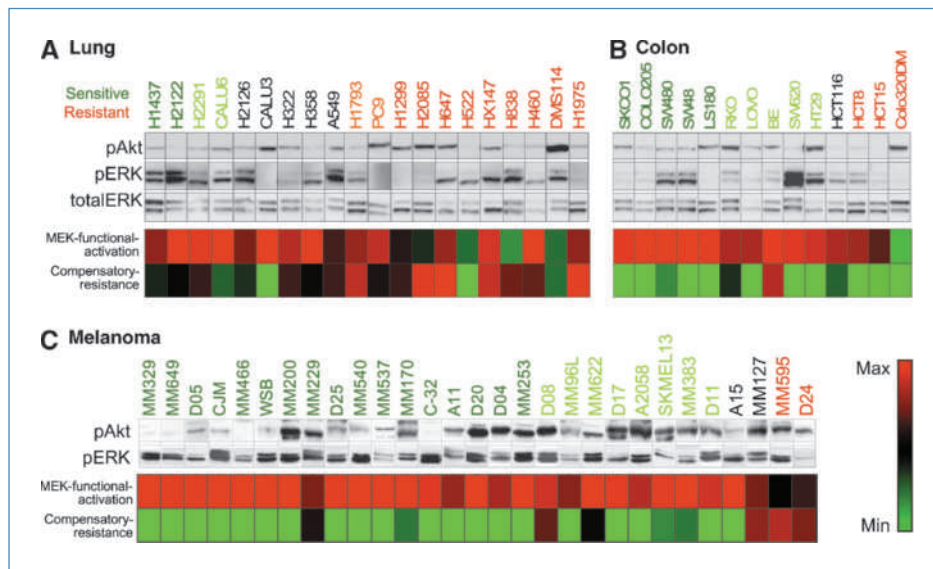 A Lung
Sensitive
Resistant
H1437 H2122 H2291 CALU6 H2126 CALU3 H322 H358 A549 H1793 PC9 H1299 H2085 H647 H522 HX147 H838 H460 DMS114 H1975
pAkt
pERK
totalERK
MEK-functional-
activation
Compensatory-
resistance
B Colon
SKCO1 COLO205 SW480 SW48 LS180 RKO LOVO BE SW620 HT29 HCT116 HCT8 HCT15 Colo320DM
C Melanoma
MM329 MM649 D05 CJM MM466 WSB MM200 MM229 D25 MM540 MM537 MM170 C-32 A11 D20 D04 MM253 D08 MM96L MM622 D17 A2058 SKMEL13 MM383 D11 A15 MM127 MM595 D24
pAkt
pERK
MEK-functional-
activation
Compensatory-
resistance
Max
Min